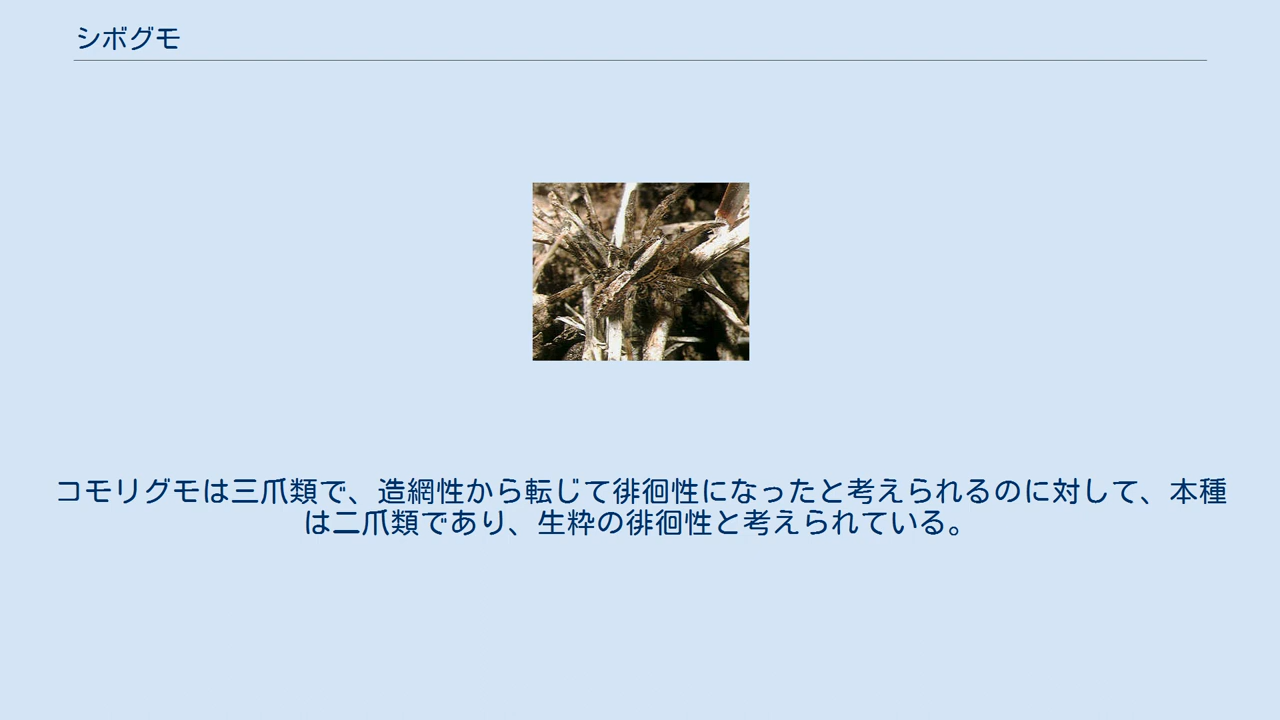 シボグモ
コモリグモは三爪類で、造網性から転じて徘徊性になったと考えられるのに対して、本種
は二爪類であり、生粋の徘徊性と考えられている。